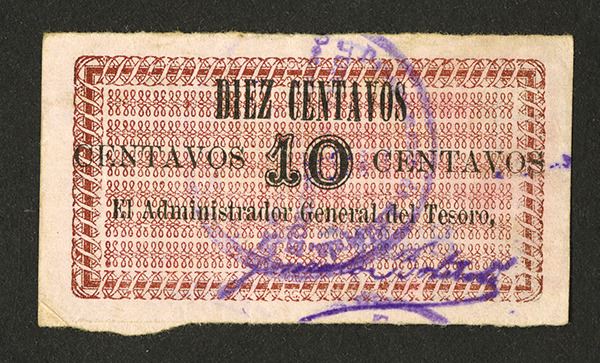 DIEZ CENTAVOS
CENTAVOS 10 CENTAVOS
El Administrador General del Tesoro,